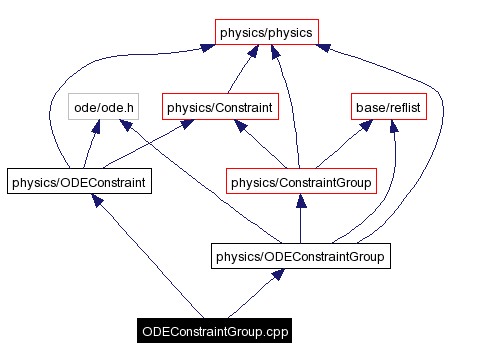 physics/physics
ode/ode.h
physics/Constraint
base/reflist
physics/ODEConstraint
physics/ConstraintGroup
physics/ODEConstraintGroup
ODEConstraintGroup.cpp